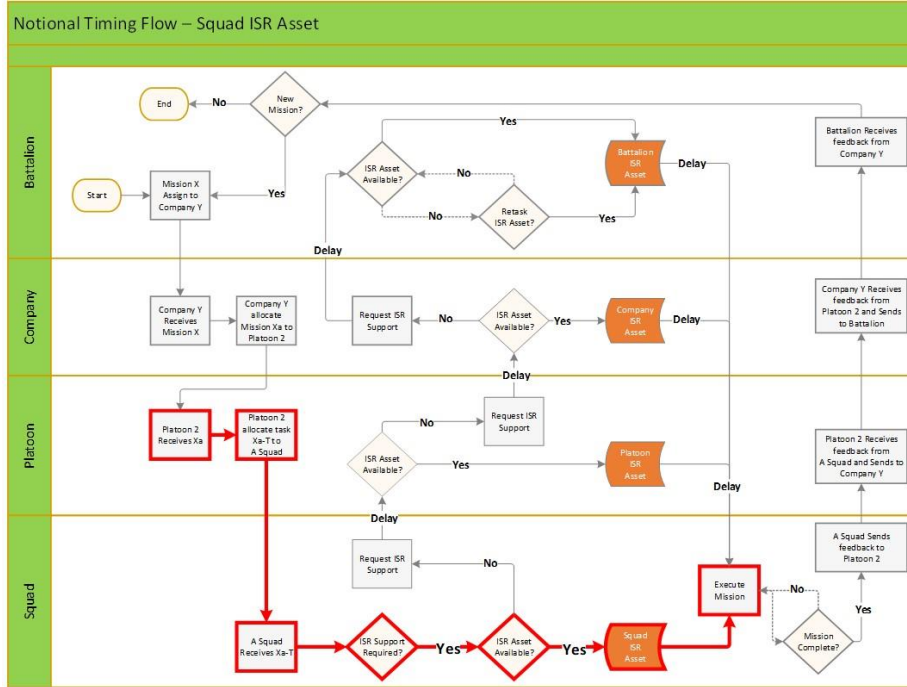 Notional Timing Flow – Squad ISR Asset
Battalion
End
No
New
Mission?
Yes
Start
Mission X
Assign to
Company Y
ISR Asset
Available?
Yes
No
No
Retask
ISR Asset?
Yes
Battalion
ISR
Asset
Delay
Battalion Receives
feedback from
Company Y
Delay
Company
Company Y
Receives
Mission X
Company Y
allocate
Mission Xa to
Platoon 2
Request ISR
Support
No
ISR Asset
Available?
Yes
Company
ISR
Asset
Delay
Company Y Receives
feedback from
Platoon 2 and Sends
to Battalion
Delay
Platoon
Platoon 2
Receives Xa
Platoon 2
allocate task
Xa-T to
A Squad
ISR Asset
Available?
No
Request ISR
Support
Yes
Platoon
ISR
Asset
Delay
Platoon 2 Receives
feedback from
A Squad and Sends to
Company Y
Delay
Squad
Request ISR
Support
No
A Squad
Receives Xa-T
ISR Support
Required?
Yes
ISR Asset
Available?
Yes
Squad
ISR
Asset
Execute
Mission
No
Mission
Complete?
Yes
A Squad Sends
feedback to
Platoon 2